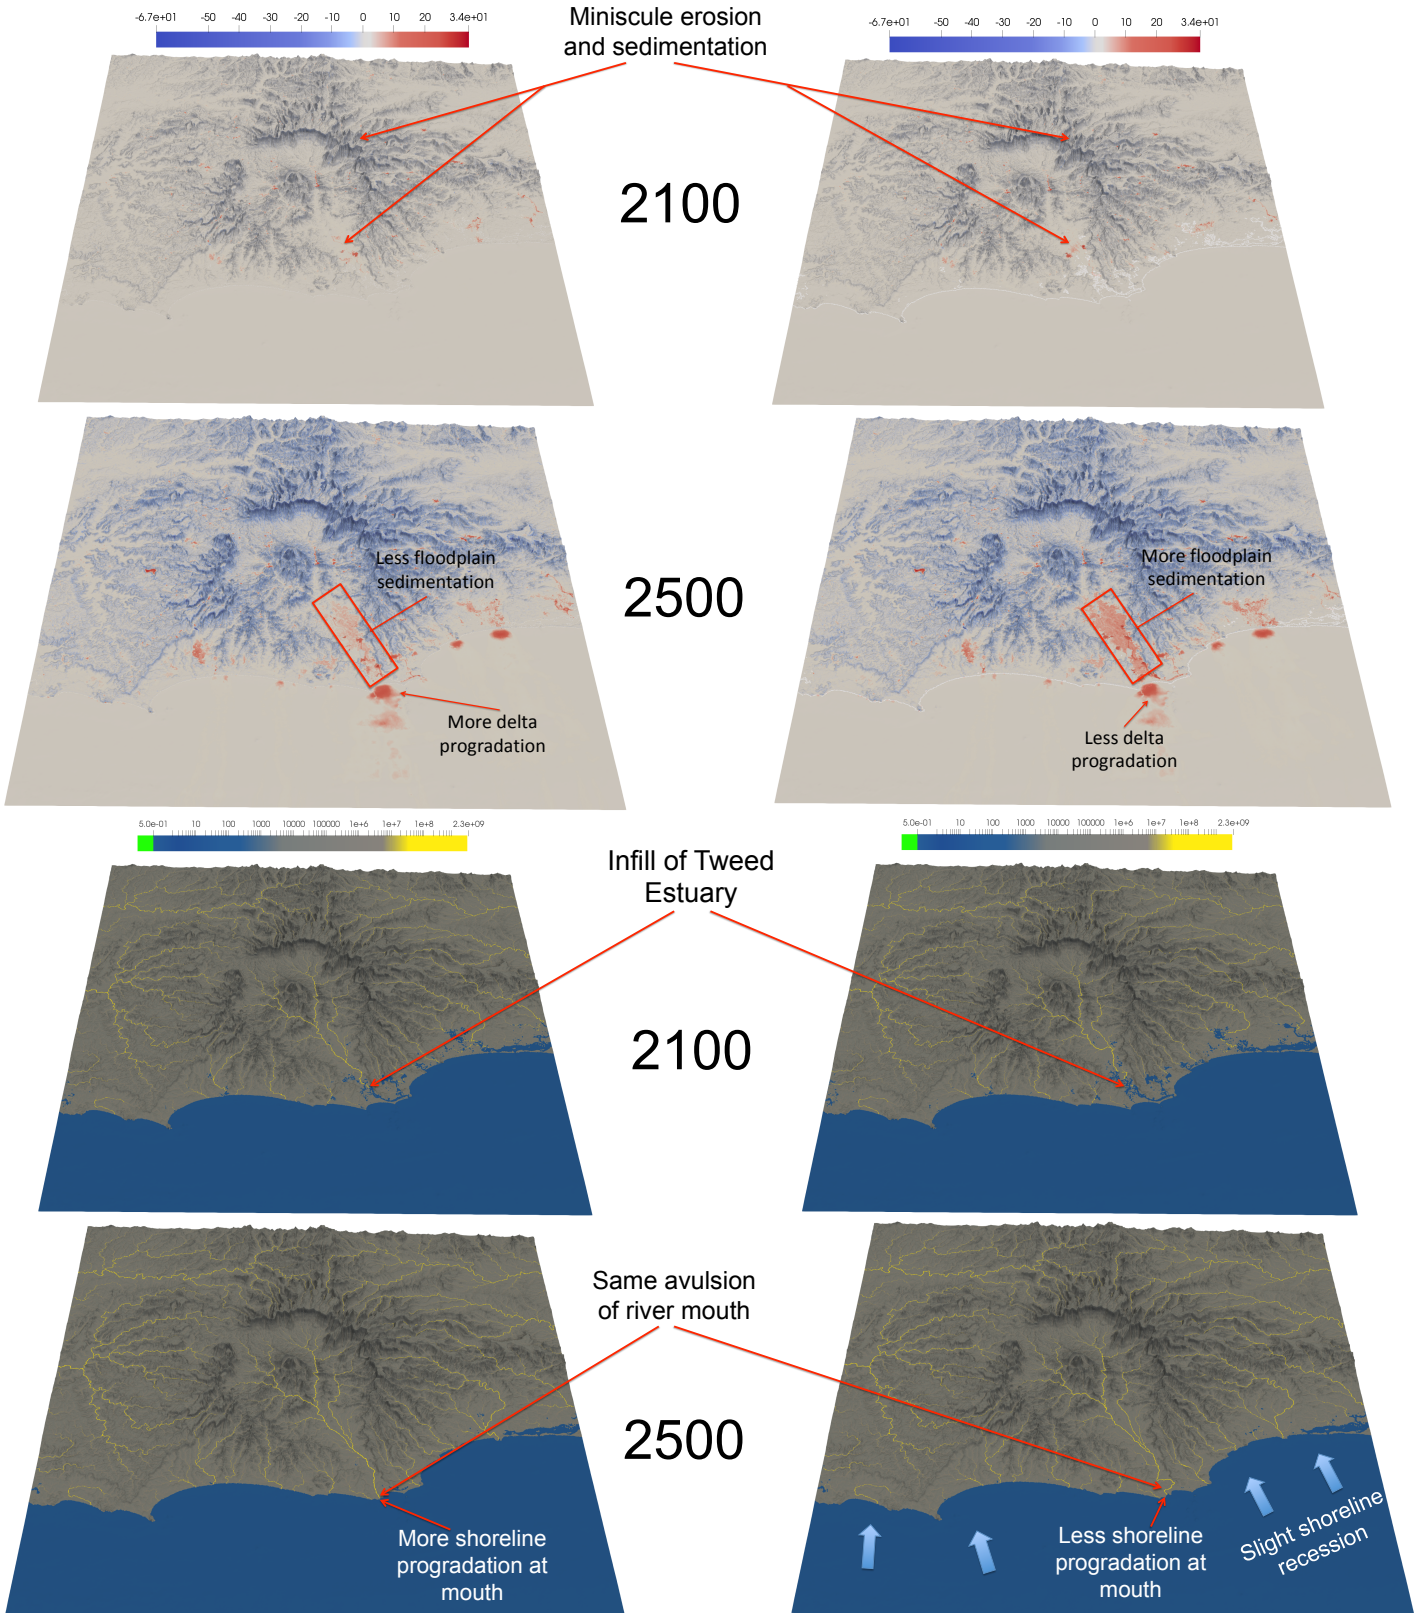 -6.7e+01 -50 -40 -30 -20 -10 0 10 20 3.4e+01
Miniscule erosion
and sedimentation
-6.7e+01 -50 -40 -30 -20 -10 0 10 20 3.4e+01
2100
Less floodplain
sedimentation
More delta
progradation
2500
More floodplain
sedimentation
Less delta
progradation
5.0e-01 10 100 1000 10000 100000 1e+6 1e+7 1e+8 2.3e+09
Infill of Tweed
Estuary
5.0e-01 10 100 1000 10000 100000 1e+6 1e+7 1e+8 2.3e+09
2100
Same avulsion
of river mouth
2500
More shoreline
progradation at
mouth
Less shoreline
progradation at
mouth
Slight shoreline
recession